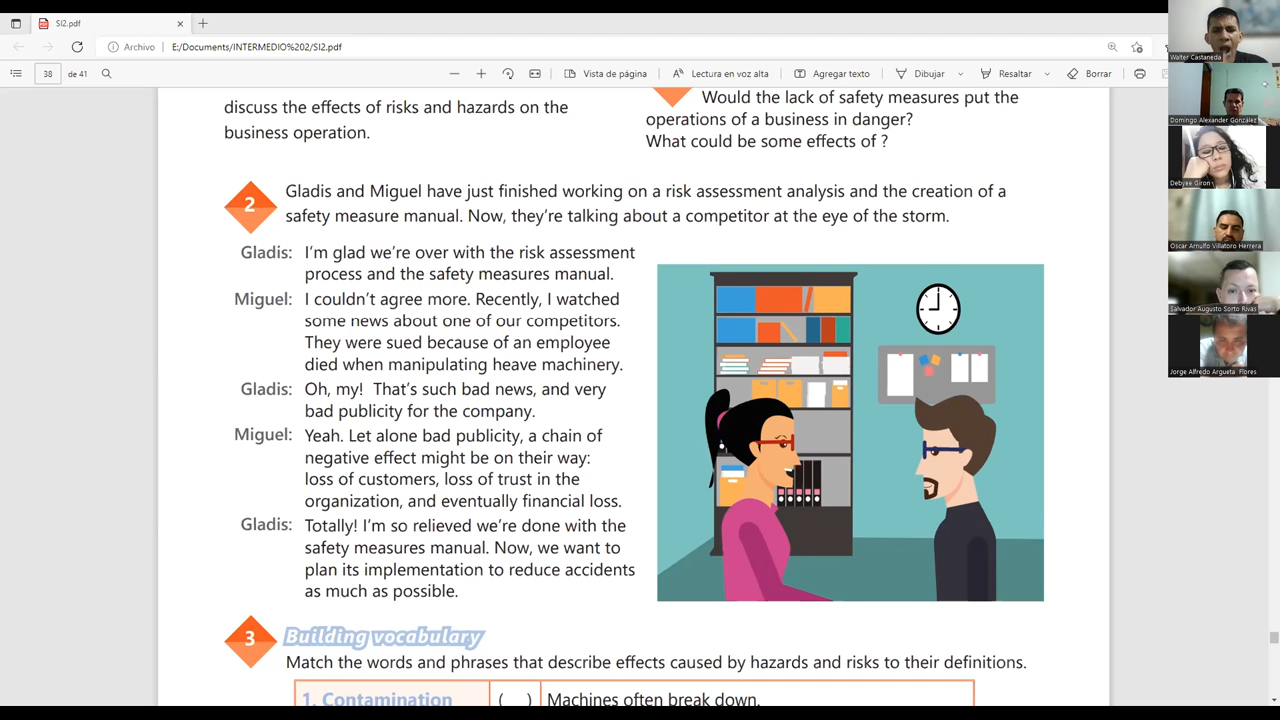 SI2.pdf
Archivo
E:/Documents/INTERMEDIO%202/SI2.pdf
38
de 41
Vista de página
Lectura en voz alta
Agregar texto
Dibujar
Resaltar
Borrar
discuss the effects of risks and hazards on the
business operation.
Would the lack of safety measures put the
operations of a business in danger?
What could be some effects of ?
2
Gladis and Miguel have just finished working on a risk assessment analysis and the creation of a
safety measure manual. Now, they're talking about a competitor at the eye of the storm.
Gladis: I'm glad we're over with the risk assessment
process and the safety measures manual.
Miguel: I couldn't agree more. Recently, I watched
some news about one of our competitors.
They were sued because of an employee
died when manipulating heave machinery.
Gladis: Oh, my! That's such bad news, and very
bad publicity for the company.
Miguel: Yeah. Let alone bad publicity, a chain of
negative effect might be on their way:
loss of customers, loss of trust in the
organization, and eventually financial loss.
Gladis: Totally! I'm so relieved we're done with the
safety measures manual. Now, we want to
plan its implementation to reduce accidents
as much as possible.
3
Building vocabulary
Match the words and phrases that describe effects caused by hazards and risks to their definitions.
1. Contamination ( ) Machines often break down.
Walter Castaneda
Domingo Alexander González
Debyee Giron
Oscar Arnulfo Villatoro Herrera
Salvador Augusto Sorto Rivas
Jorge Alfredo Argueta Flores